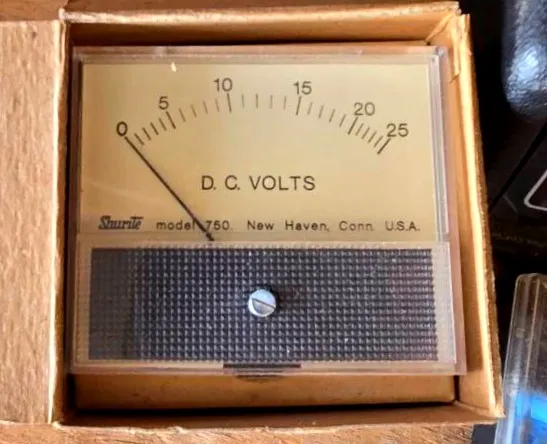 0 5 10 15 20 25
D. C. VOLTS
Shurite model 750. New Haven, Conn. U.S.A.